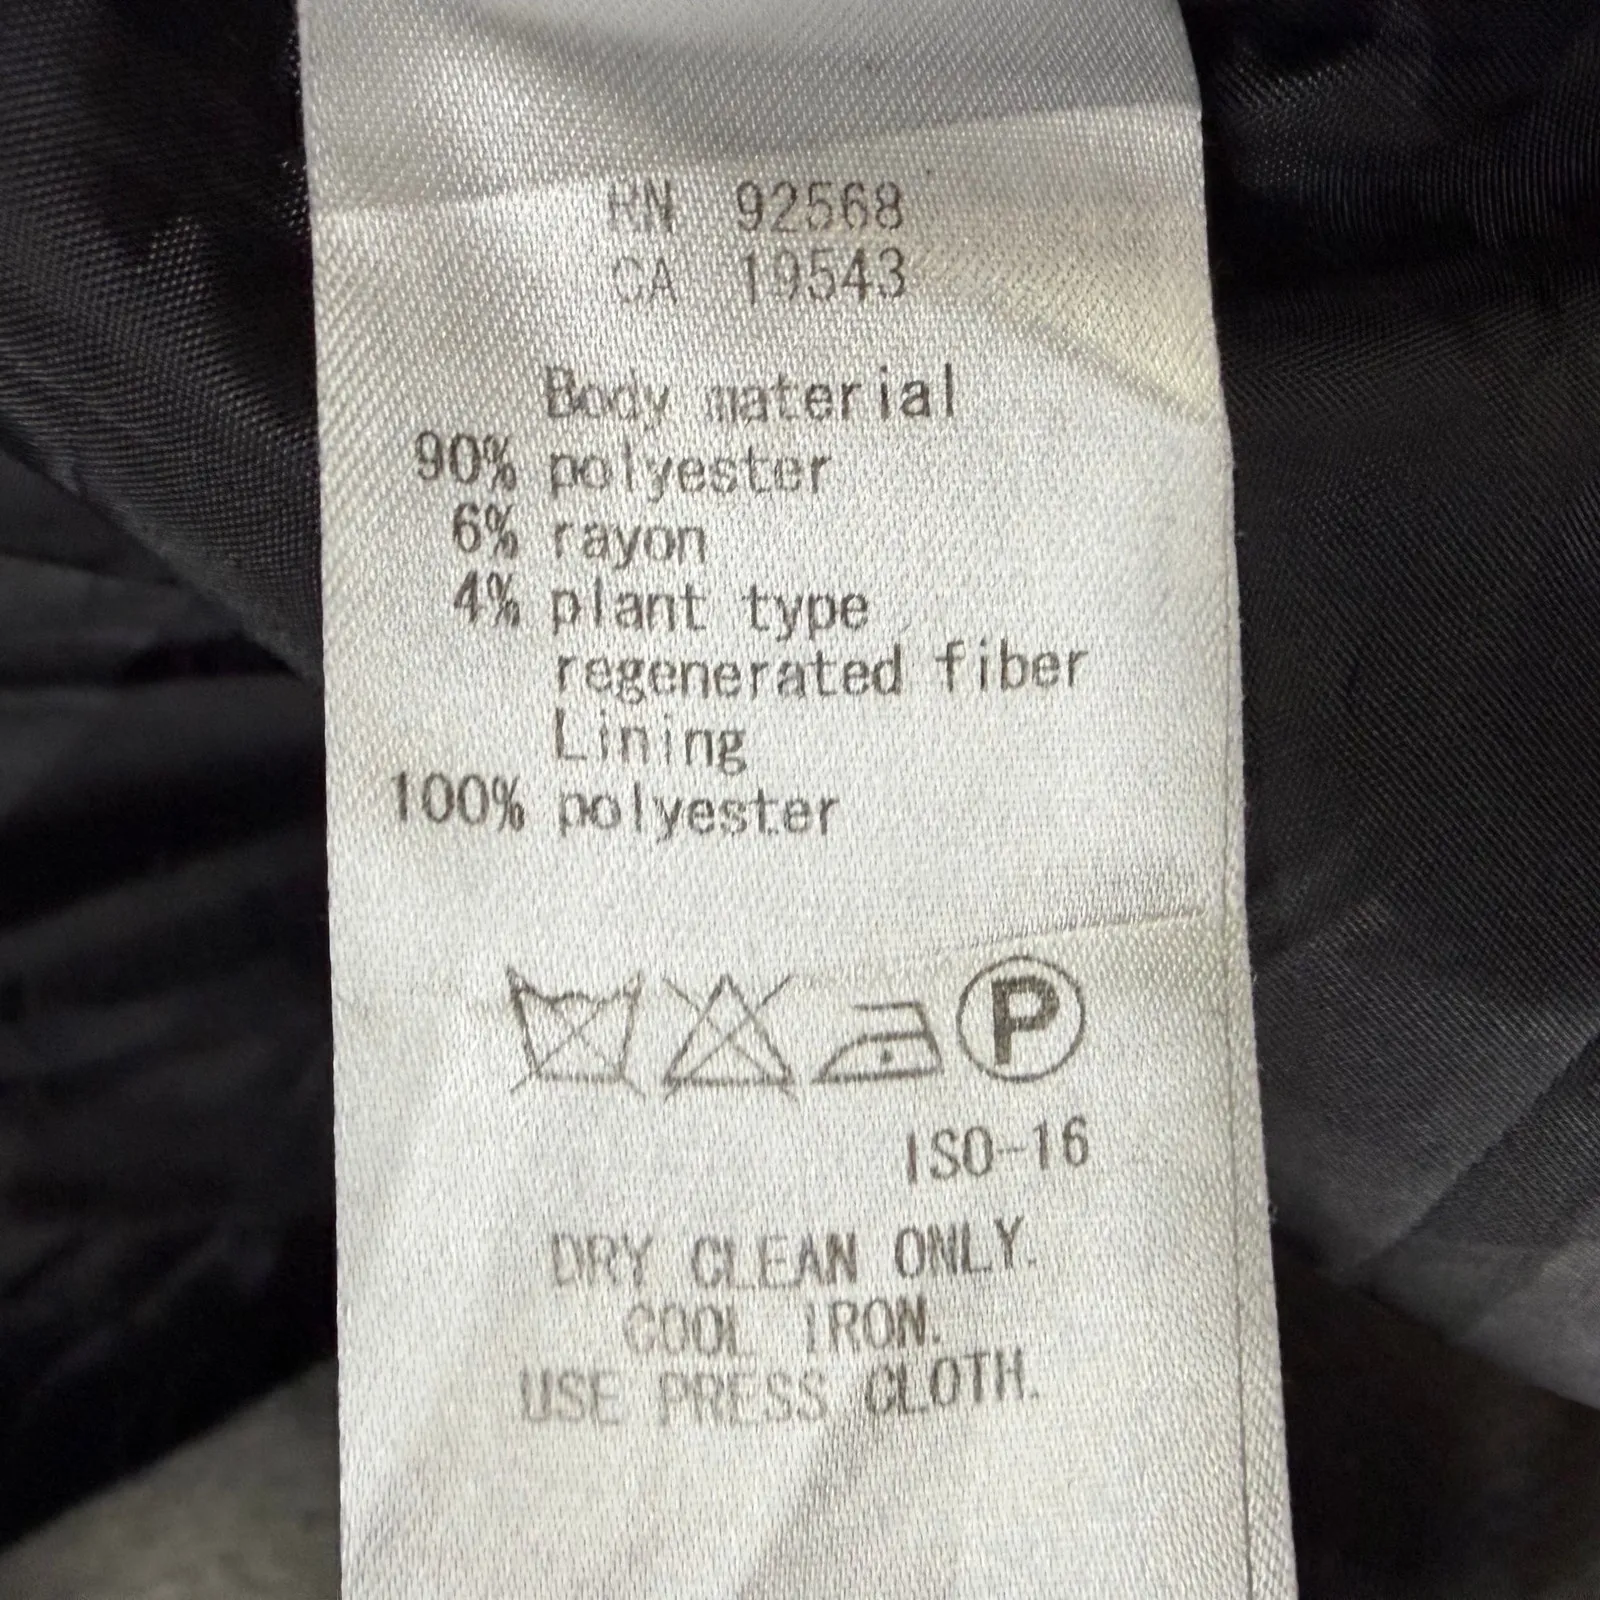 RN 92568
CA 19543
Body material
90% polyester
6% rayon
4% plant type
regenerated fiber
Lining
100% polyester
P
ISO-16
DRY CLEAN ONLY.
COOL IRON.
USE PRESS CLOTH.